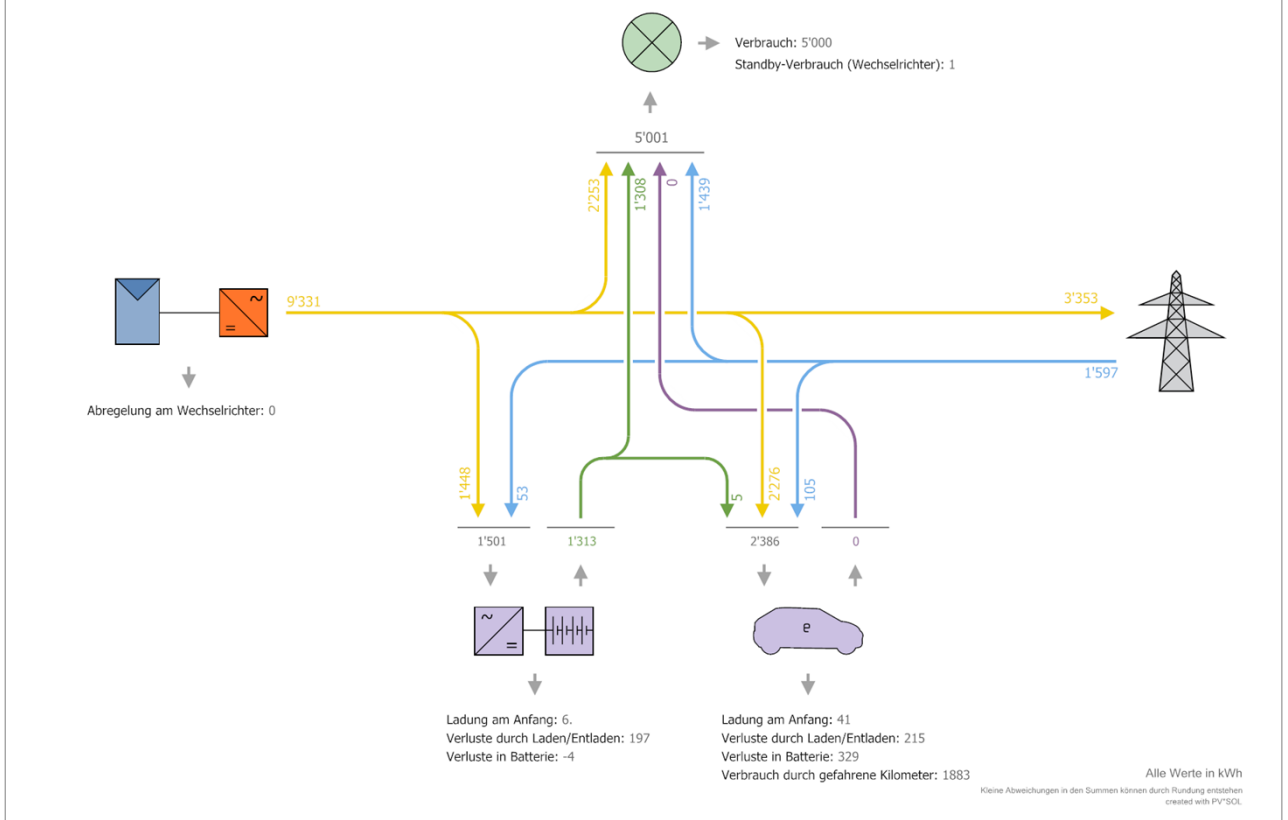 Verbrauch: 5'000
Standby-Verbrauch (Wechselrichter): 1
5'001
2'253
1'308
0
1'439
9'331
3'353
1'597
Abregelung am Wechselrichter: 0
1'448
53
5
2'276
105
1'501
1'313
2'386
0
~
=
~
=
e
Ladung am Anfang: 6.
Verluste durch Laden/Entladen: 197
Verluste in Batterie: -4
Ladung am Anfang: 41
Verluste durch Laden/Entladen: 215
Verluste in Batterie: 329
Verbrauch durch gefahrene Kilometer: 1883
Alle Werte in kWh
Kleine Abweichungen in den Summen können durch Rundung entstehen
created with PV*SOL